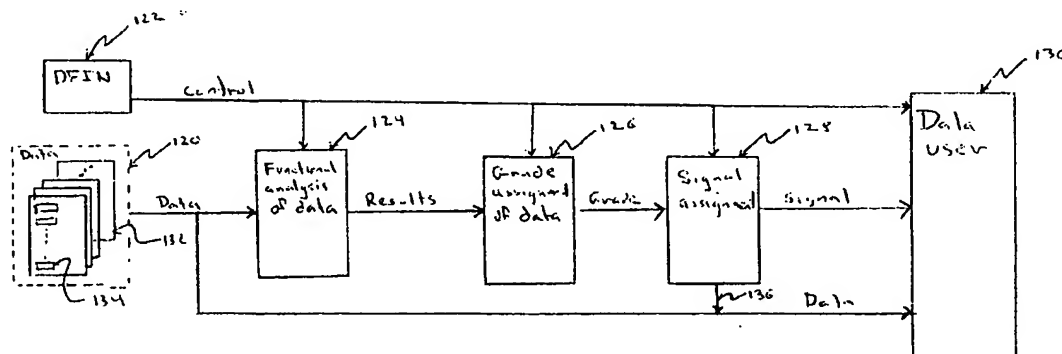 122
DFIN
130
Control
124
126
128
Data
user
120
Data
Functional
analysis
of data
Grade
assigned
of data
Signal
assigned
Data
Results
Grade
Signal
132
134
136
Data